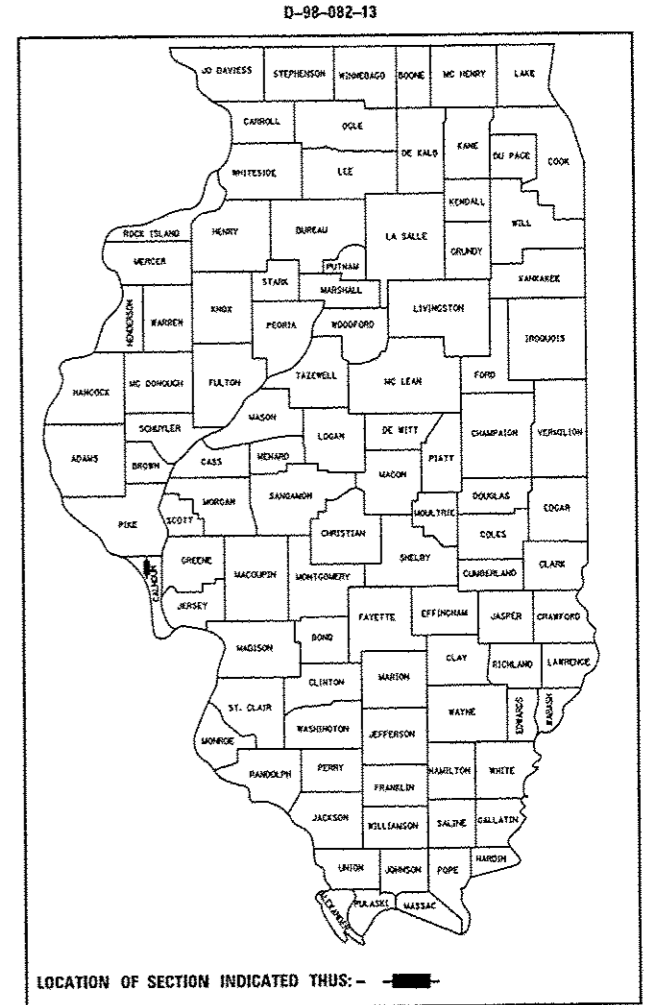 D-98-082-13
JO DAVIESS STEPHENSON WINNEBAGO BOONE MC HENRY LAKE
CARROLL OGLE DE KALB KANE DU PAGE COOK
WHITESIDE LEE
KENDALL WILL
ROCK ISLAND HENRY BUREAU LA SALLE GRUNDY
MERCER PUTNAM KANKAKEE
STARK MARSHALL
HENDERSON WARREN KNOX PEORIA WOODFORD LIVINGSTON IROQUOIS
HANCOCK MC DONOUGH FULTON TAZEWELL MC LEAN FORD
MASON
SCHUYLER LOGAN DE WITT CHAMPAIGN VERMILION
ADAMS BROWN CASS MENARD PIATT
MACON
MORGAN SANGAMON DOUGLAS EDGAR
PIKE SCOTT MOULTRIE
CHRISTIAN COLES
GREENE SHELBY
CALHOUN MACOUPIN MONTGOMERY CUMBERLAND CLARK
JERSEY
FAYETTE EFFINGHAM JASPER CRAWFORD
BOND
MADISON CLAY RICHLAND LAWRENCE
CLINTON MARION
ST. CLAIR WAYNE EDWARDS WABASH
WASHINGTON JEFFERSON
MONROE
PERRY HAMILTON WHITE
RANDOLPH FRANKLIN
JACKSON WILLIAMSON SALINE GALLATIN
UNION JOHNSON POPE HARDIN
ALEXANDER PULASKI MASSAC
LOCATION OF SECTION INDICATED THUS: -